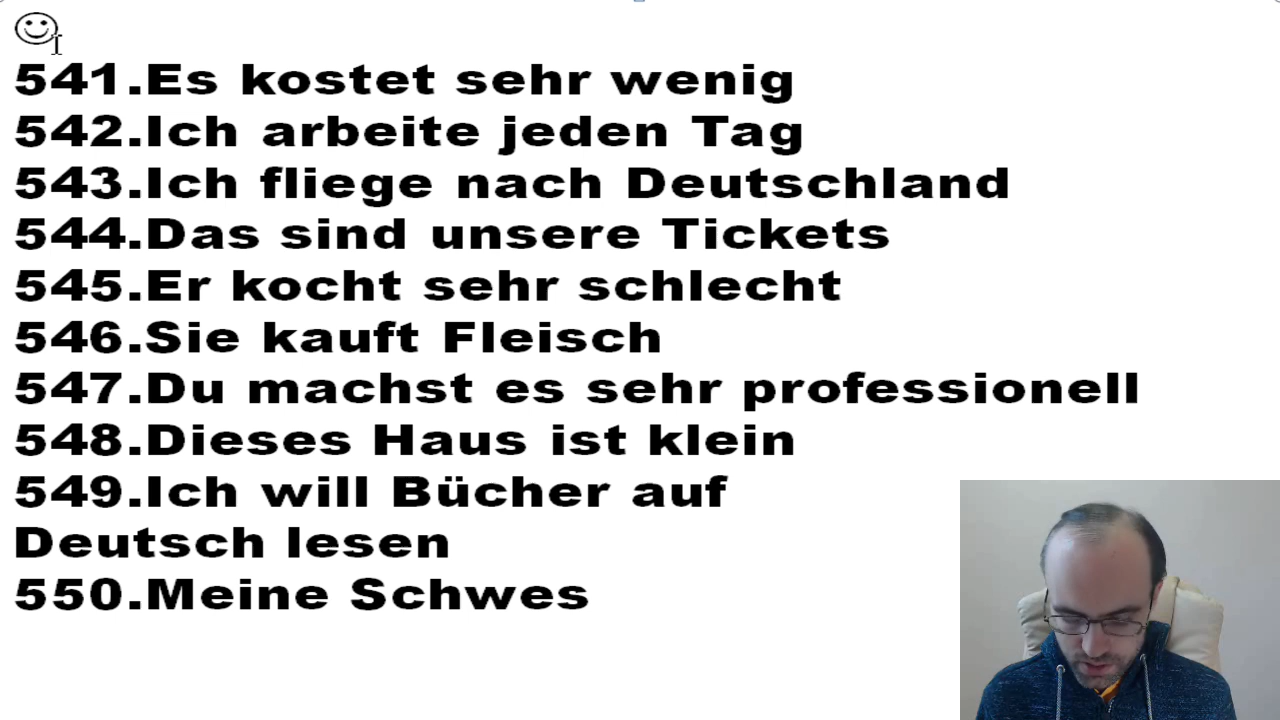 541.Es kostet sehr wenig
542.Ich arbeite jeden Tag
543.Ich fliege nach Deutschland
544.Das sind unsere Tickets
545.Er kocht sehr schlecht
546.Sie kauft Fleisch
547.Du machst es sehr professionell
548.Dieses Haus ist klein
549.Ich will Bücher auf
Deutsch lesen
550.Meine Schwes